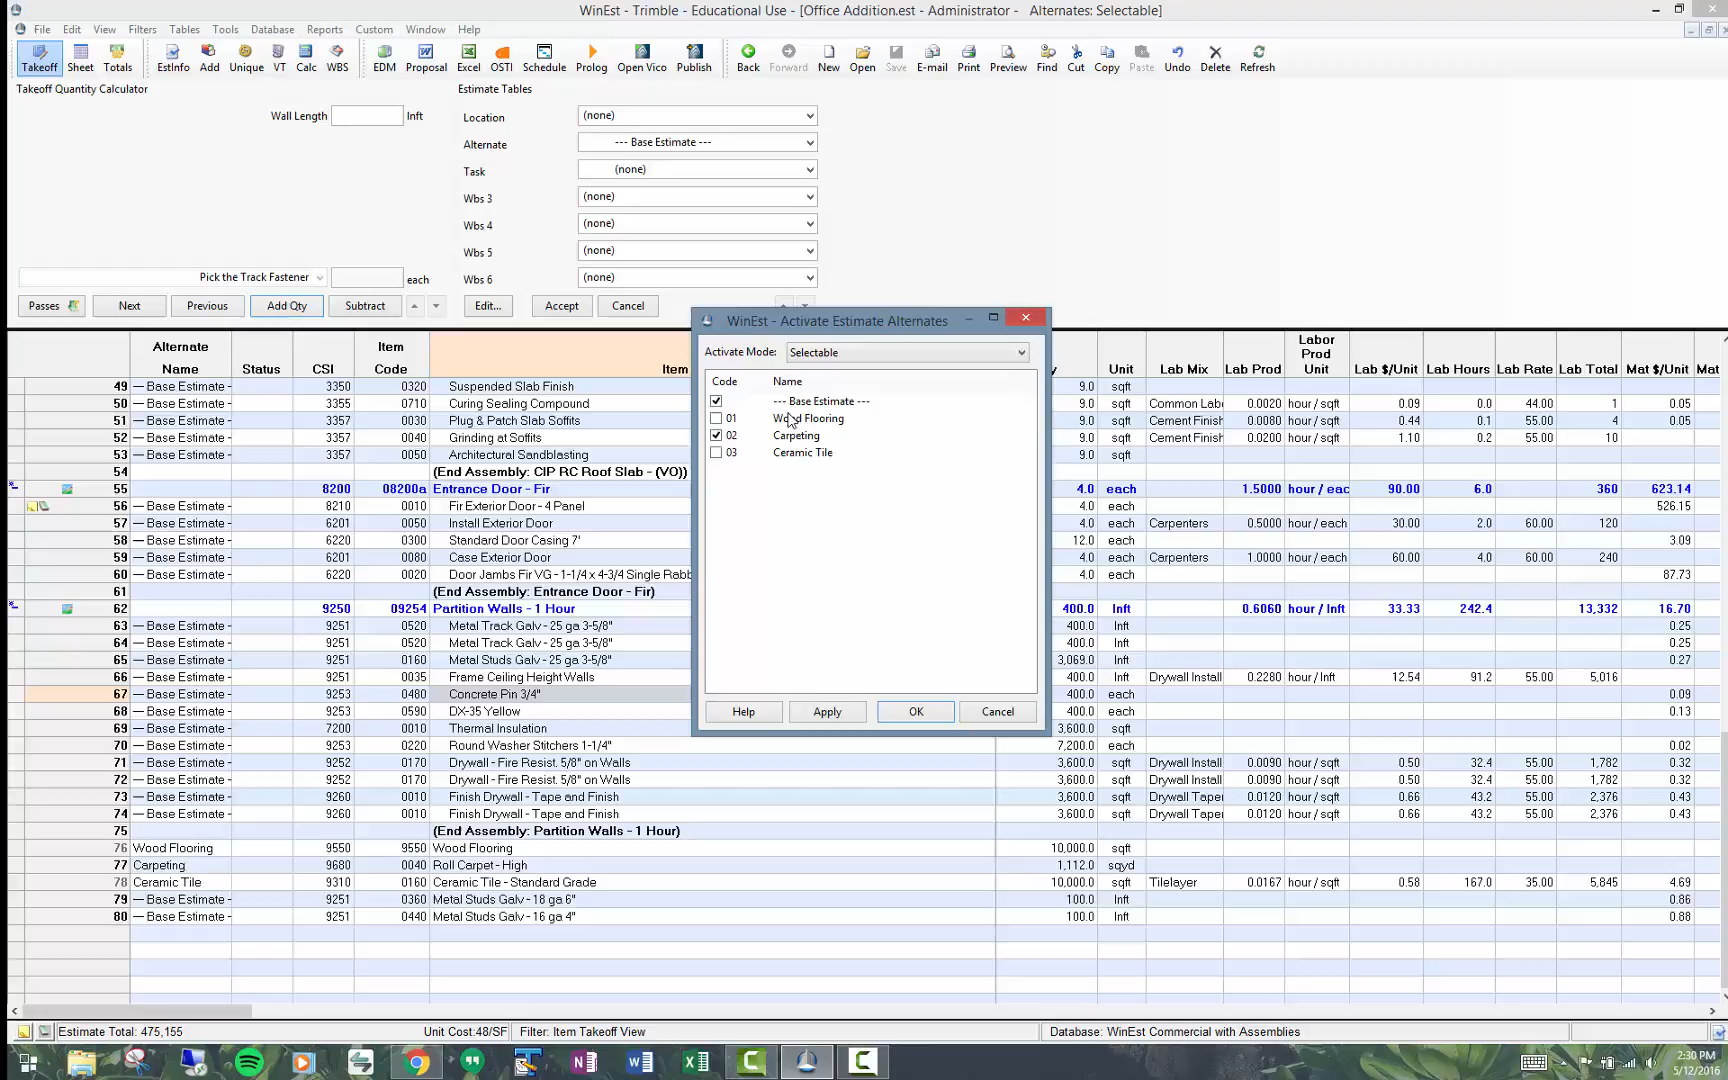 WinEst - Trimble - Educational Use - [Office Addition.est - Administrator - Alternates: Selectable]
File Edit View Filters Tables Tools Database Reports Custom Window Help
Takeoff Sheet Totals EstInfo Add Unique VT Calc WBS EDM Proposal Excel OSTI Schedule Prolog Open Vico Publish Back Forward New Open Save E-mail Print Preview Find Cut Copy Paste Undo Delete Refresh
Takeoff Quantity Calculator Estimate Tables
Wall Length lnft Location (none)
Alternate --- Base Estimate ---
Task (none)
Wbs 3 (none)
Wbs 4 (none)
Wbs 5 (none)
Pick the Track Fastener each Wbs 6 (none)
Passes Next Previous Add Qty Subtract Edit... Accept Cancel
WinEst - Activate Estimate Alternates
Activate Mode: Selectable
Code Name
--- Base Estimate ---
01 Wood Flooring
02 Carpeting
03 Ceramic Tile
Help Apply OK Cancel
Alternate Name Status CSI Item Code Item Unit Lab Mix Lab Prod Labor Prod Unit Lab $/Unit Lab Hours Lab Rate Lab Total Mat $/Unit Mat
49 — Base Estimate - 3350 0320 Suspended Slab Finish 9.0 sqft
50 — Base Estimate - 3355 0710 Curing Sealing Compound 9.0 sqft Common Labo 0.0020 hour / sqft 0.09 0.0 44.00 1 0.05
51 — Base Estimate - 3357 0030 Plug & Patch Slab Soffits 9.0 sqft Cement Finish 0.0080 hour / sqft 0.44 0.1 55.00 4 0.05
52 — Base Estimate - 3357 0040 Grinding at Soffits 9.0 sqft Cement Finish 0.0200 hour / sqft 1.10 0.2 55.00 10
53 — Base Estimate - 3357 0050 Architectural Sandblasting 9.0 sqft
54 (End Assembly: CIP RC Roof Slab - (VO))
55 8200 08200a Entrance Door - Fir 4.0 each 1.5000 hour / eac 90.00 6.0 360 623.14
56 — Base Estimate - 8210 0010 Fir Exterior Door - 4 Panel 4.0 each 526.15
57 — Base Estimate - 6201 0050 Install Exterior Door 4.0 each Carpenters 0.5000 hour / each 30.00 2.0 60.00 120
58 — Base Estimate - 6220 0300 Standard Door Casing 7' 12.0 each 3.09
59 — Base Estimate - 6201 0080 Case Exterior Door 4.0 each Carpenters 1.0000 hour / each 60.00 4.0 60.00 240
60 — Base Estimate - 6220 0020 Door Jambs Fir VG - 1-1/4 x 4-3/4 Single Rabb 4.0 each 87.73
61 (End Assembly: Entrance Door - Fir)
62 9250 09254 Partition Walls - 1 Hour 400.0 lnft 0.6060 hour / lnft 33.33 242.4 13,332 16.70
63 — Base Estimate - 9251 0520 Metal Track Galv - 25 ga 3-5/8" 400.0 lnft 0.25
64 — Base Estimate - 9251 0520 Metal Track Galv - 25 ga 3-5/8" 400.0 lnft 0.25
65 — Base Estimate - 9251 0160 Metal Studs Galv - 25 ga 3-5/8" 3,069.0 lnft 0.27
66 — Base Estimate - 9251 0035 Frame Ceiling Height Walls 400.0 lnft Drywall Install 0.2280 hour / lnft 12.54 91.2 55.00 5,016
67 — Base Estimate - 9253 0480 Concrete Pin 3/4" 400.0 each 0.09
68 — Base Estimate - 9253 0590 DX-35 Yellow 400.0 each 0.13
69 — Base Estimate - 7200 0010 Thermal Insulation 3,600.0 sqft
70 — Base Estimate - 9253 0220 Round Washer Stitchers 1-1/4" 7,200.0 each 0.02
71 — Base Estimate - 9252 0170 Drywall - Fire Resist. 5/8" on Walls 3,600.0 sqft Drywall Install 0.0090 hour / sqft 0.50 32.4 55.00 1,782 0.32
72 — Base Estimate - 9252 0170 Drywall - Fire Resist. 5/8" on Walls 3,600.0 sqft Drywall Install 0.0090 hour / sqft 0.50 32.4 55.00 1,782 0.32
73 — Base Estimate - 9260 0010 Finish Drywall - Tape and Finish 3,600.0 sqft Drywall Taper 0.0120 hour / sqft 0.66 43.2 55.00 2,376 0.43
74 — Base Estimate - 9260 0010 Finish Drywall - Tape and Finish 3,600.0 sqft Drywall Taper 0.0120 hour / sqft 0.66 43.2 55.00 2,376 0.43
75 (End Assembly: Partition Walls - 1 Hour)
76 Wood Flooring 9550 9550 Wood Flooring 10,000.0 sqft
77 Carpeting 9680 0040 Roll Carpet - High 1,112.0 sqyd
78 Ceramic Tile 9310 0160 Ceramic Tile - Standard Grade 10,000.0 sqft Tilelayer 0.0167 hour / sqft 0.58 167.0 35.00 5,845 4.69
79 — Base Estimate - 9251 0360 Metal Studs Galv - 18 ga 6" 100.0 lnft 0.86
80 — Base Estimate - 9251 0440 Metal Studs Galv - 16 ga 4" 100.0 lnft 0.88
Estimate Total: 475,155 Unit Cost:48/SF Filter: Item Takeoff View Database: WinEst Commercial with Assemblies
2:30 PM
5/12/2016